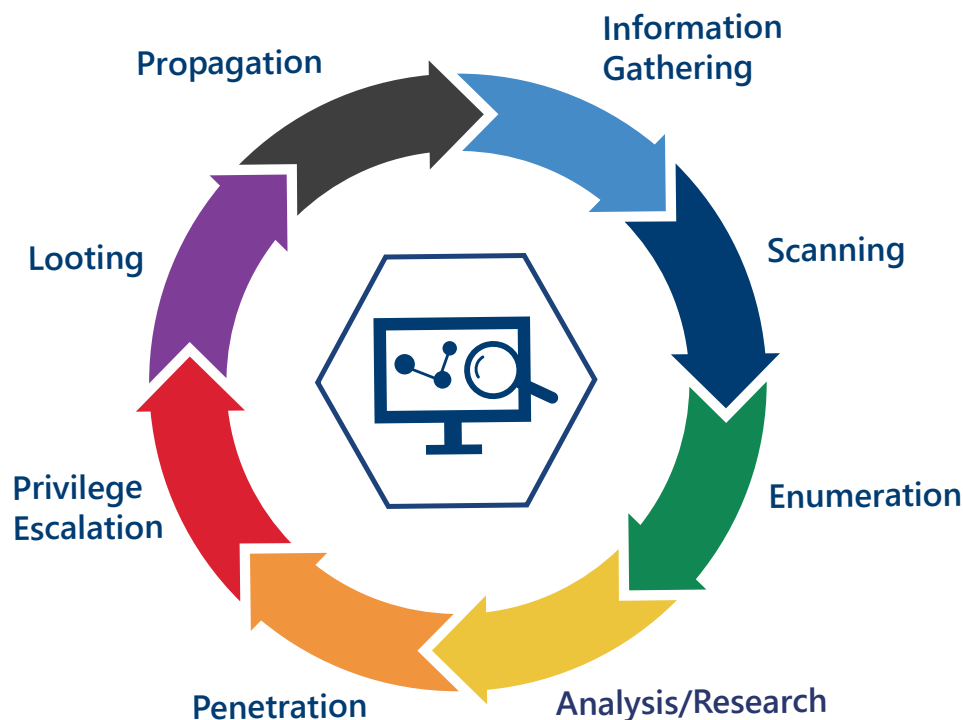 Information
Gathering
Scanning
Enumeration
Analysis/Research
Penetration
Privilege
Escalation
Looting
Propagation